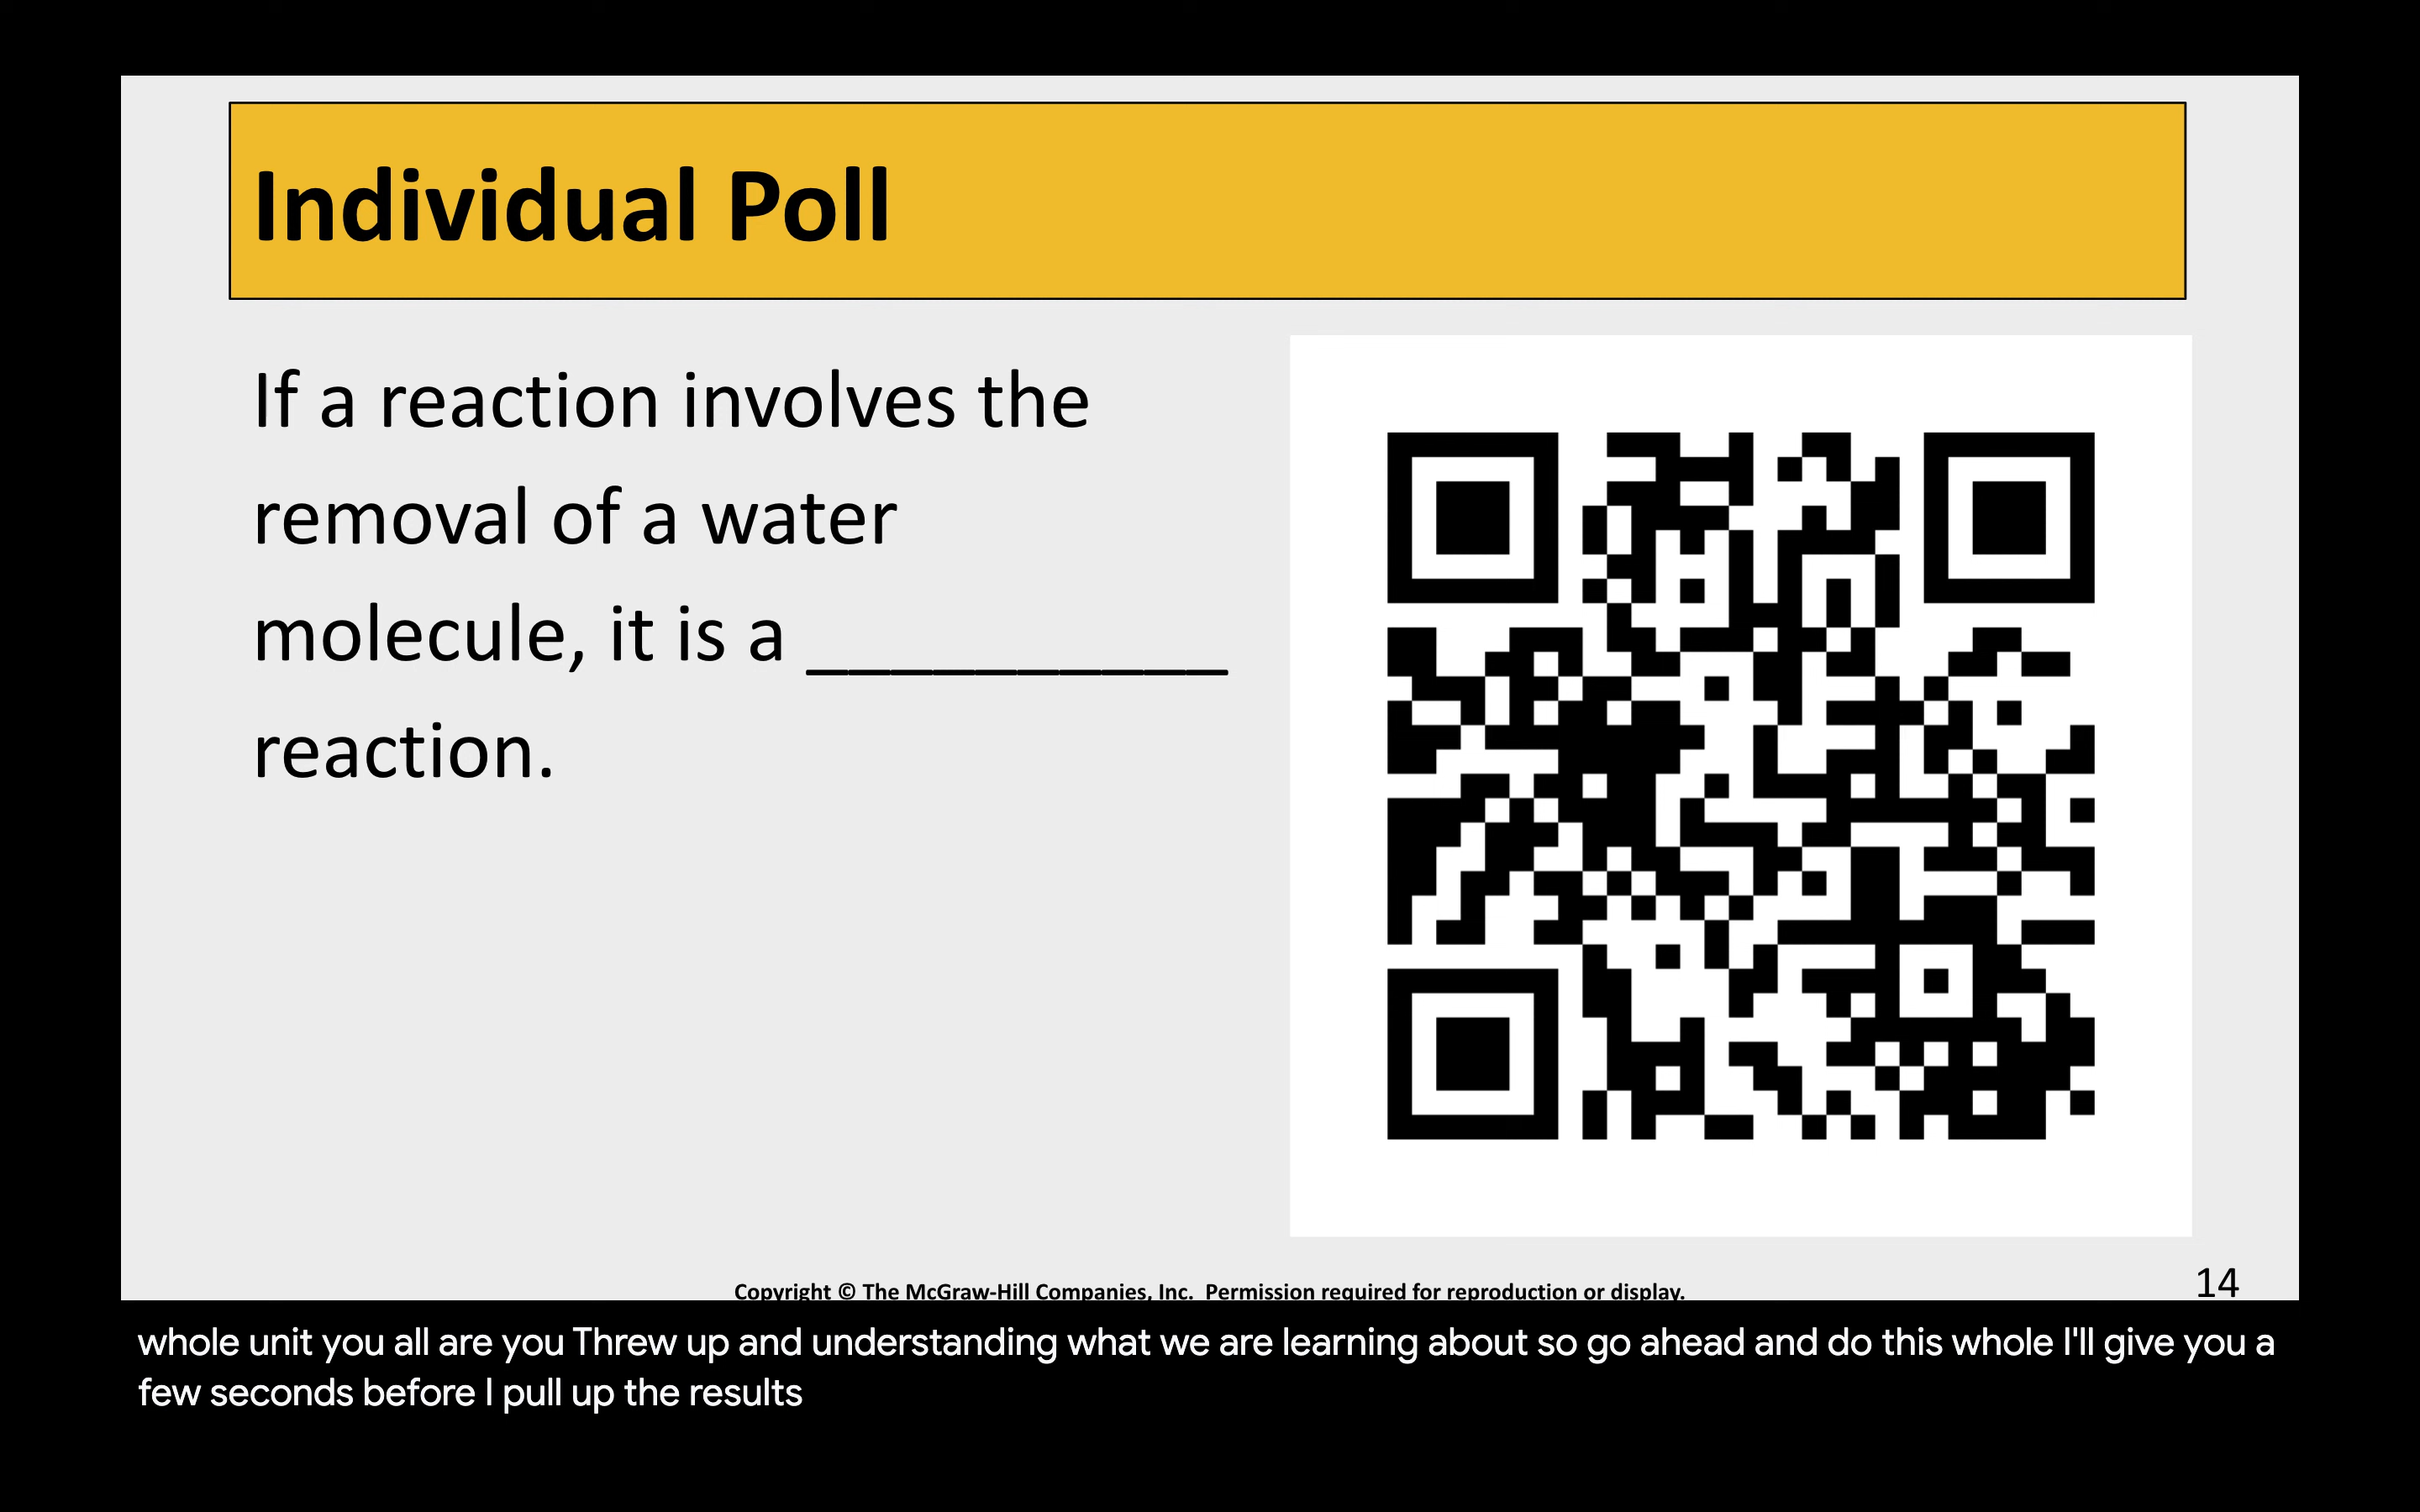 Individual Poll
If a reaction involves the
removal of a water
molecule, it is a __________
reaction.
Copyright © The McGraw-Hill Companies, Inc.  Permission required for reproduction or display.
14
whole unit you all are you Threw up and understanding what we are learning about so go ahead and do this whole I'll give you a
few seconds before I pull up the results